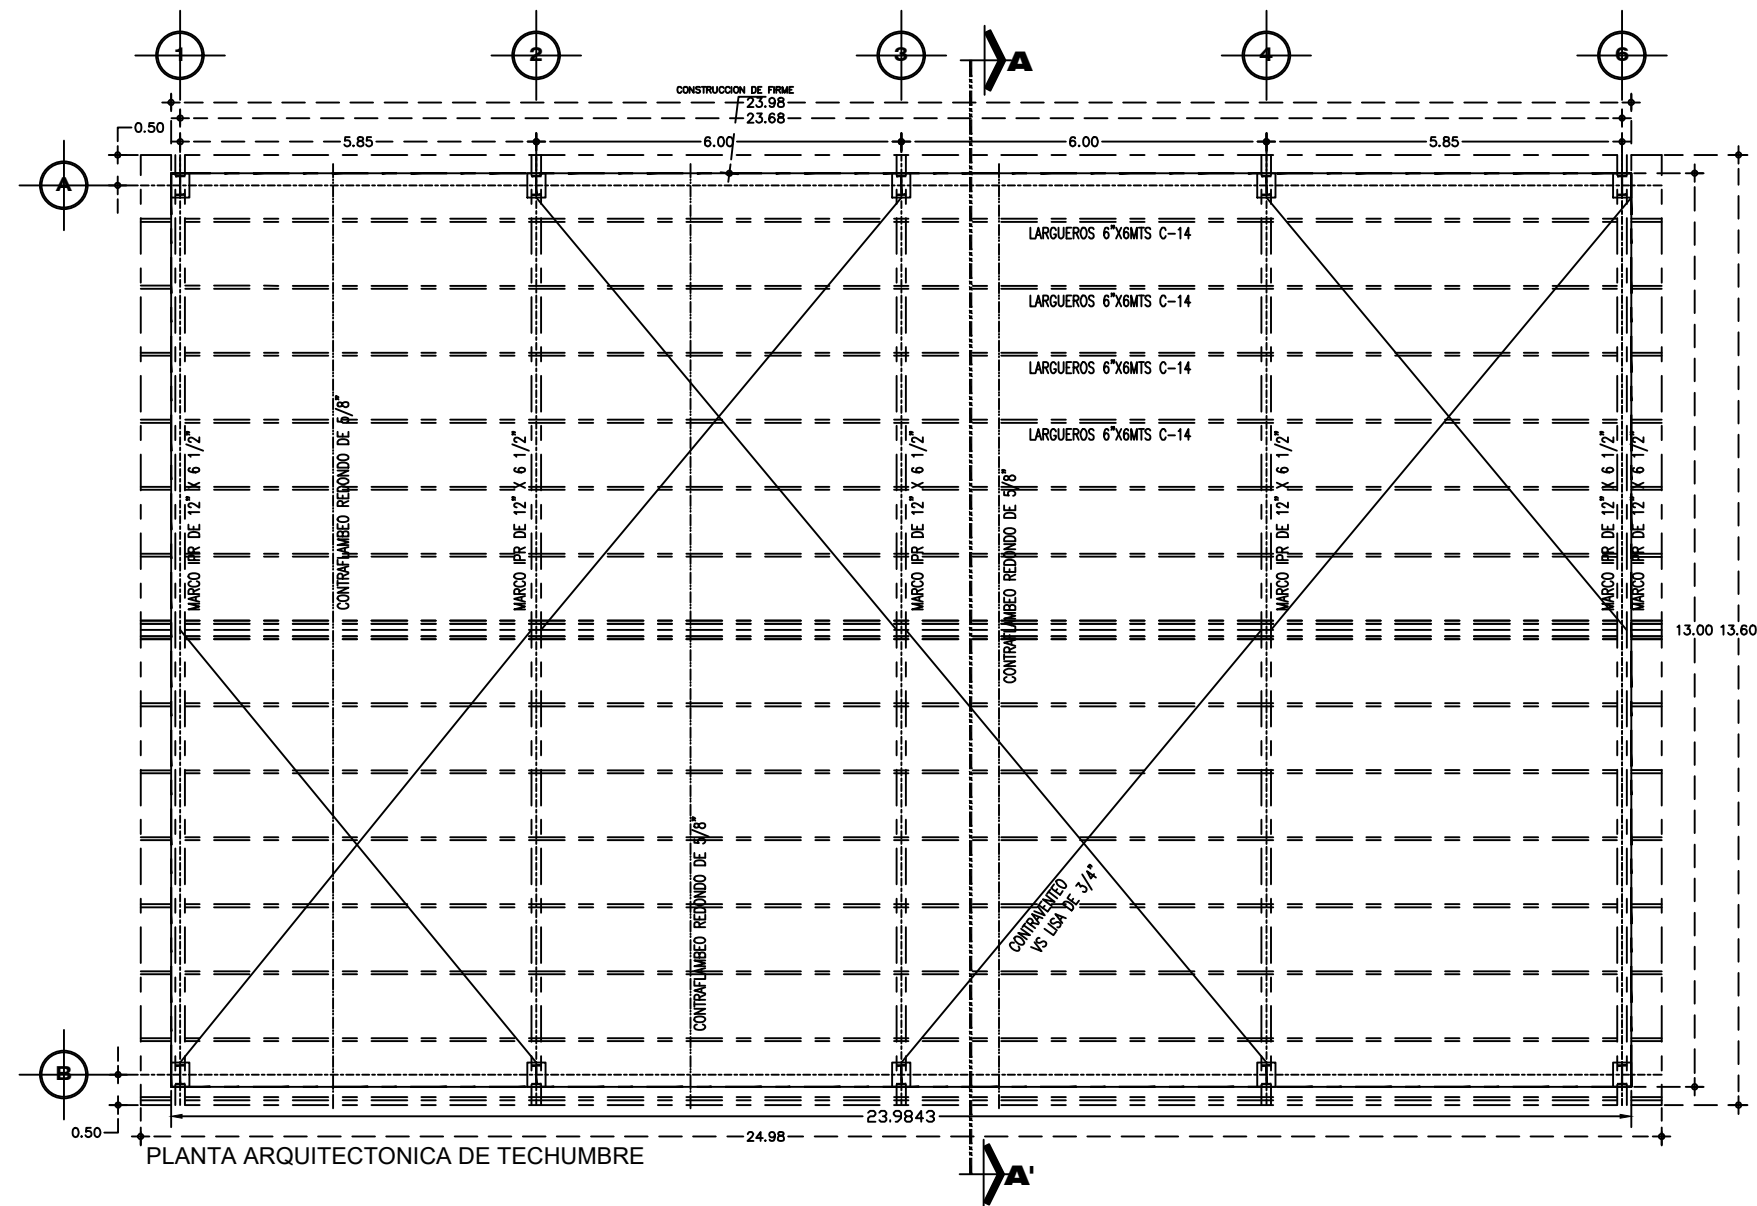 1 2 3 4 6
A
CONSTRUCCION DE FIRME
23.98
23.68
0.50
5.85 6.00 6.00 5.85
A
LARGUEROS 6"X6MTS C-14
LARGUEROS 6"X6MTS C-14
LARGUEROS 6"X6MTS C-14
LARGUEROS 6"X6MTS C-14
MARCO IPR DE 12" X 6 1/2"
CONTRAFLAMBEO REDONDO DE 5/8"
MARCO IPR DE 12" X 6 1/2"
MARCO IPR DE 12" X 6 1/2"
CONTRAFLAMBEO REDONDO DE 5/8"
MARCO IPR DE 12" X 6 1/2"
MARCO IPR DE 12" X 6 1/2"
MARCO IPR DE 12" X 6 1/2"
13.00 13.60
CONTRAFLAMBEO REDONDO DE 5/8"
CONTRAVENTEO
VS LISA DE 3/4"
B
0.50
23.9843
24.98
PLANTA ARQUITECTONICA DE TECHUMBRE
A'